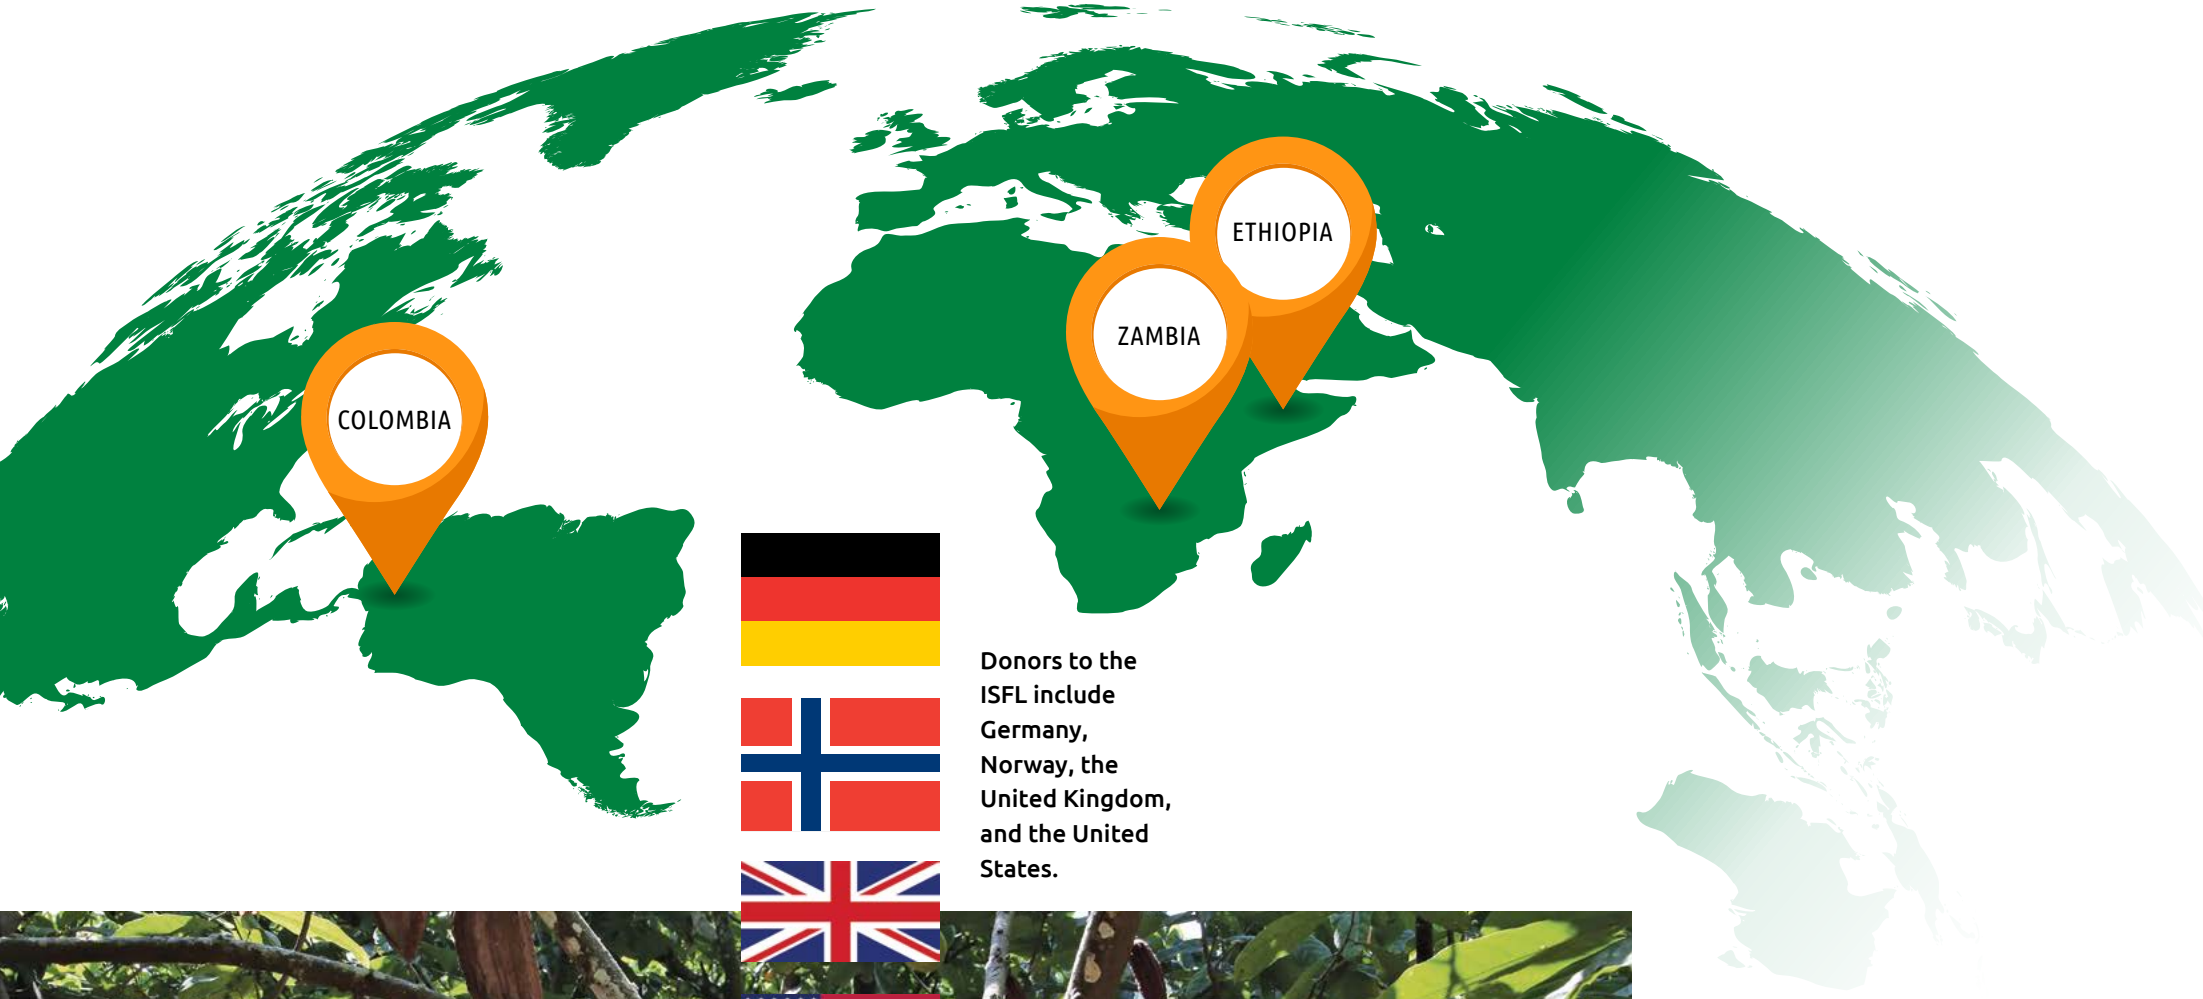 ETHIOPIA
ZAMBIA
COLOMBIA
Donors to the
ISFL include
Germany,
Norway, the
United Kingdom,
and the United
States.